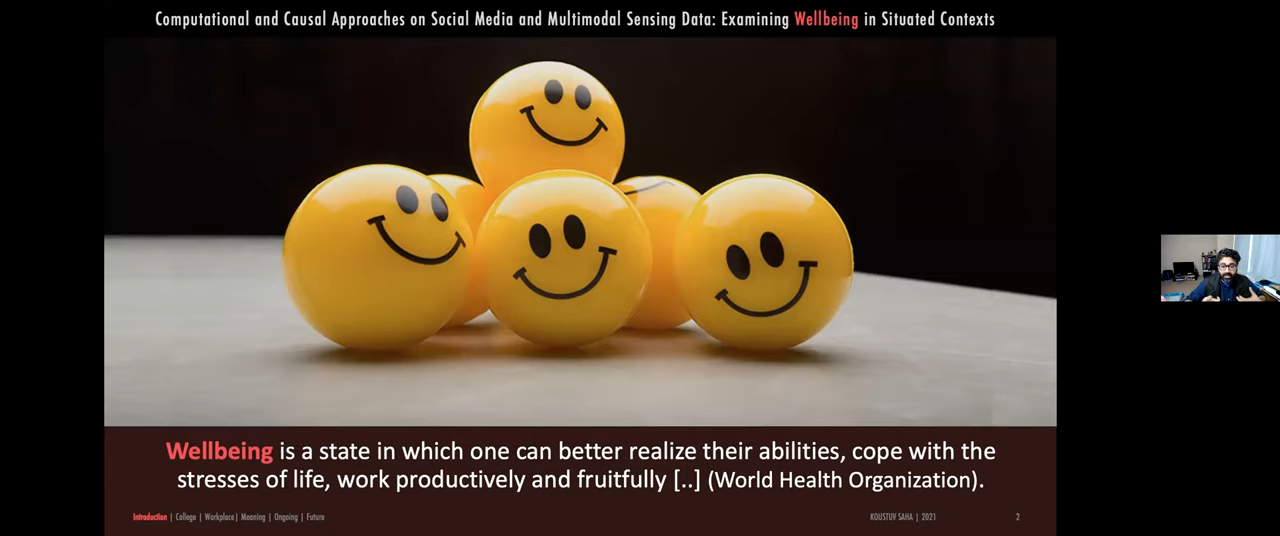 Computational and Causal Approaches on Social Media and Multimodal Sensing Data: Examining Wellbeing in Situated Contexts
Wellbeing is a state in which one can better realize their abilities, cope with the
stresses of life, work productively and fruitfully [..] (World Health Organization).
Introduction | College | Workplace| Meaning | Ongoing | Future
KOUSTUV SAHA | 2021
2